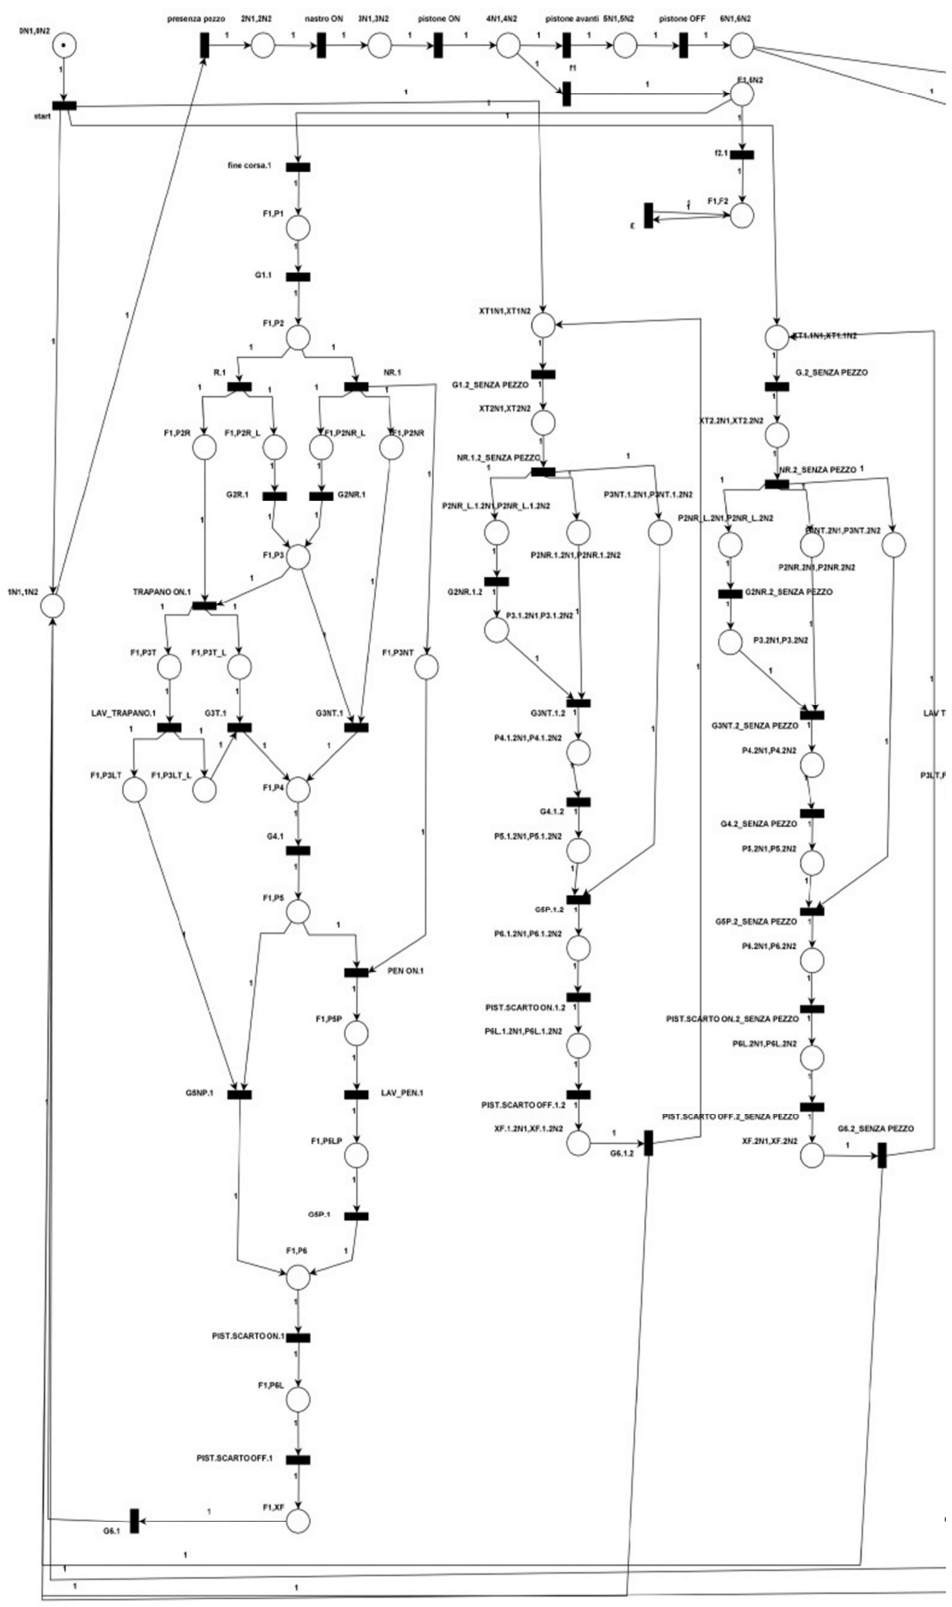 0N1,0N2
presenza pezzo
2N1,2N2
nastro ON
3N1,3N2
pistone ON
4N1,4N2
pistone avanti
5N1,5N2
pistone OFF
6N1,6N2
start
f1
F1,6N2
fine corsa.1
f2.1
F1,P1
F1,F2
E
G1.1
XT1N1,XT1N2
XT1.1N1,XT1.1N2
F1,P2
R.1
NR.1
G1.2_SENZA PEZZO
G.2_SENZA PEZZO
XT2N1,XT2N2
XT2.2N1,XT2.2N2
F1,P2R
F1,P2R_L
F1,P2NR_L
F1,P2NR
NR.1.2_SENZA PEZZO
NR.2_SENZA PEZZO
G2R.1
G2NR.1
P2NR_L.1.2N1,P2NR_L.1.2N2
P3NT.1.2N1,P3NT.1.2N2
P2NR_L.2N1,P2NR_L.2N2
P3NT.2N1,P3NT.2N2
F1,P3
P2NR.1.2N1,P2NR.1.2N2
P2NR.2N1,P2NR.2N2
1N1,1N2
TRAPANO ON.1
G2NR.1.2
G2NR.2_SENZA PEZZO
P3.1.2N1,P3.1.2N2
P3.2N1,P3.2N2
F1,P3T
F1,P3T_L
F1,P3NT
LAV_TRAPANO.1
G3T.1
G3NT.1
G3NT.1.2
G3NT.2_SENZA PEZZO
LAV T
P4.1.2N1,P4.1.2N2
P4.2N1,P4.2N2
F1,P3LT
F1,P3LT_L
F1,P4
P3LT,F
G4.1.2
G4.2_SENZA PEZZO
G4.1
P5.1.2N1,P5.1.2N2
P5.2N1,P5.2N2
F1,P5
G5P.1.2
G5P.2_SENZA PEZZO
P6.1.2N1,P6.1.2N2
P6.2N1,P6.2N2
PEN ON.1
PIST.SCARTO ON.1.2
PIST.SCARTO ON.2_SENZA PEZZO
F1,P5P
P6L.1.2N1,P6L.1.2N2
P6L.2N1,P6L.2N2
G5NP.1
LAV_PEN.1
PIST.SCARTO OFF.1.2
PIST.SCARTO OFF.2_SENZA PEZZO
XF.1.2N1,XF.1.2N2
XF.2N1,XF.2N2
G6.2_SENZA PEZZO
F1,P5LP
G6.1.2
G5P.1
F1,P6
PIST.SCARTO ON.1
F1,P6L
PIST.SCARTO OFF.1
F1,XF
G6.1